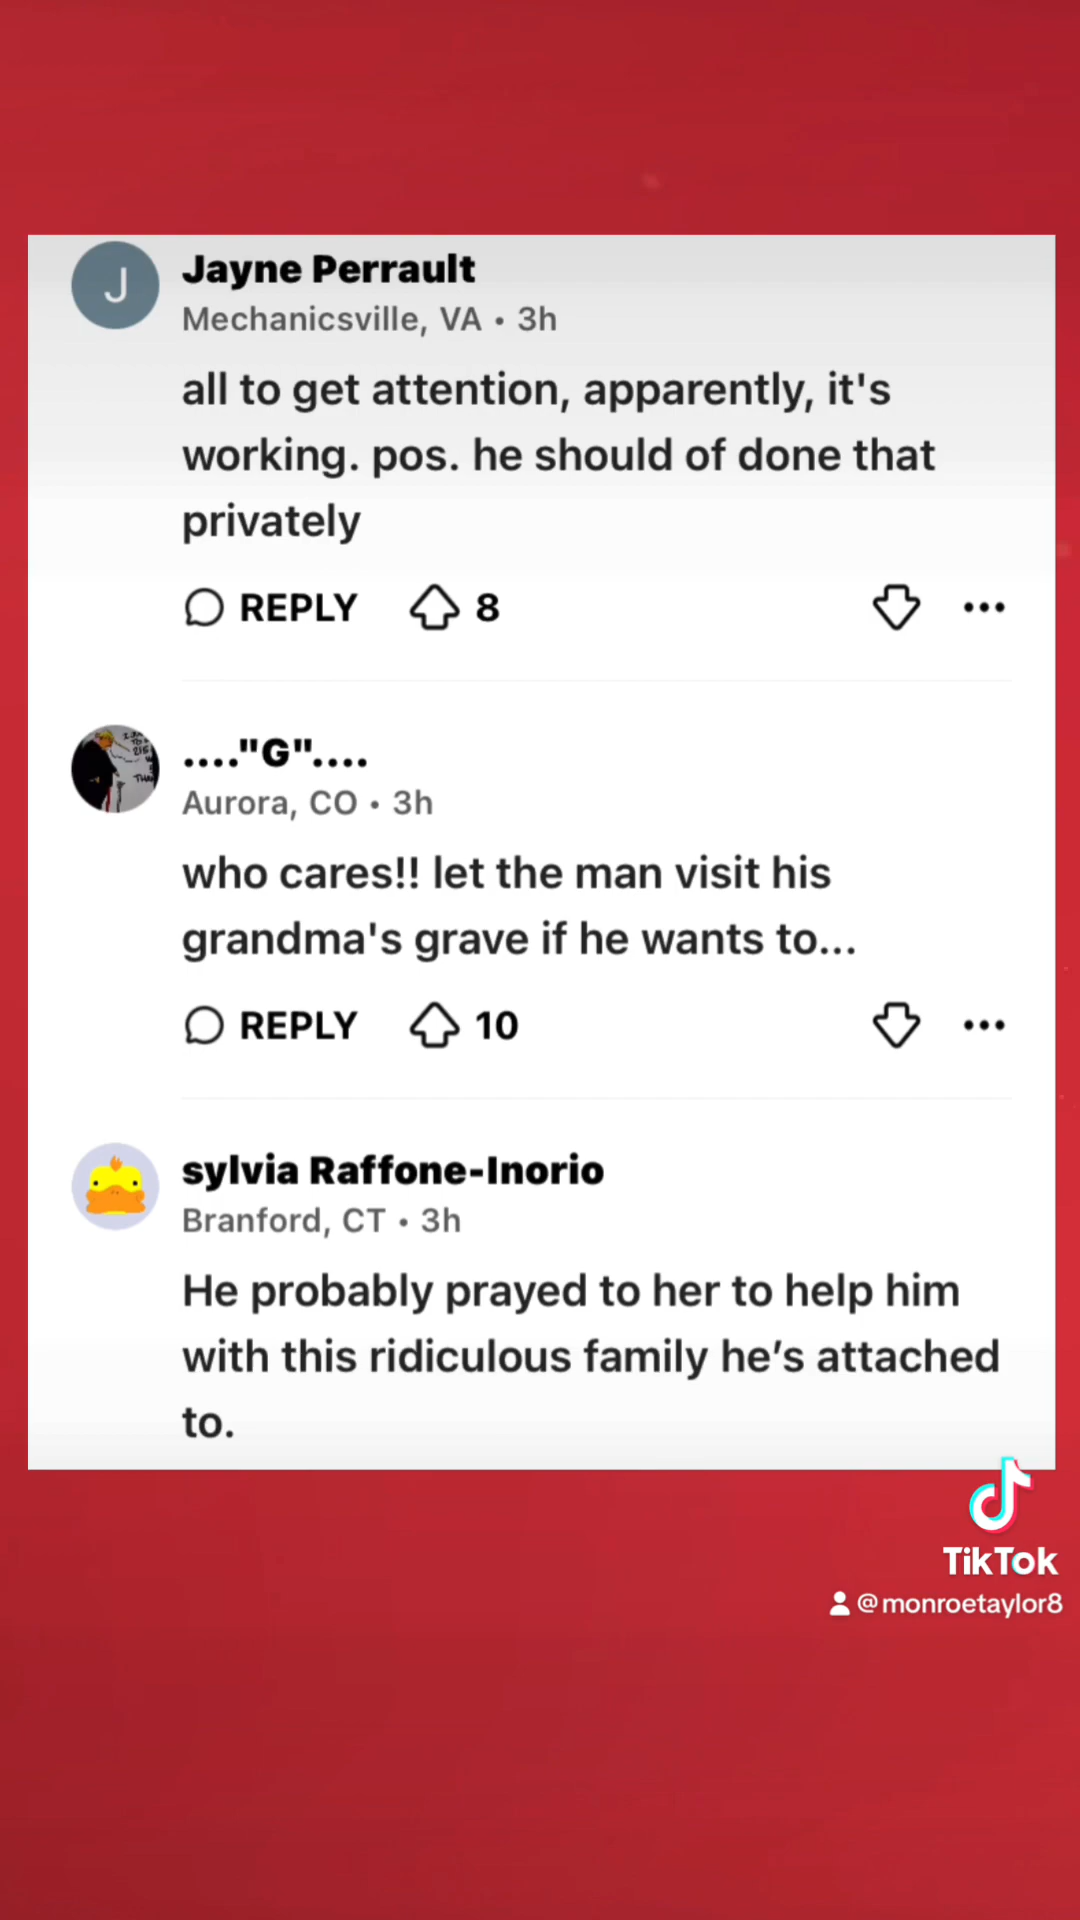 J
Jayne Perrault
Mechanicsville, VA • 3h
all to get attention, apparently, it's
working. pos. he should of done that
privately
REPLY 8
...."G"....
Aurora, CO • 3h
who cares!! let the man visit his
grandma's grave if he wants to...
REPLY 10
sylvia Raffone-Inorio
Branford, CT • 3h
He probably prayed to her to help him
with this ridiculous family he’s attached
to.
TikTok
@monroetaylor8